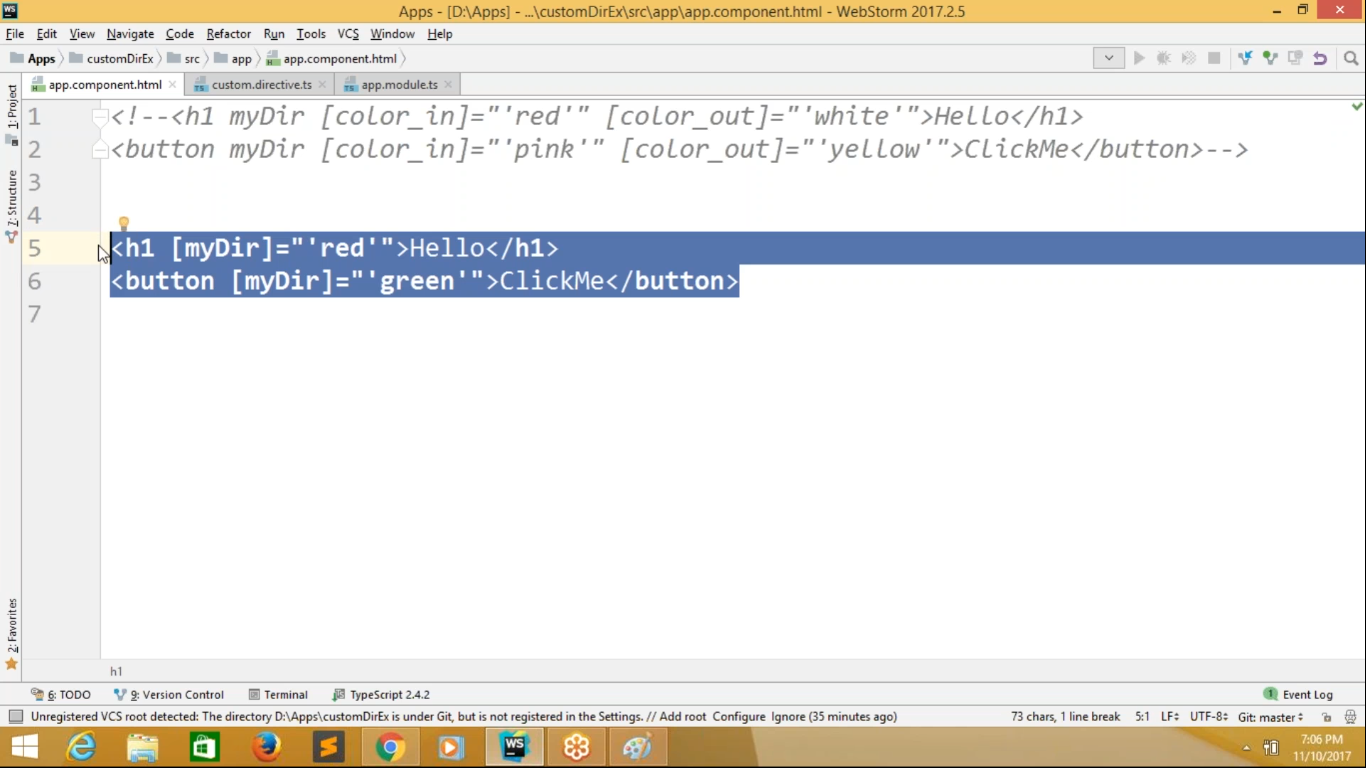 WS
Apps - [D:\Apps] - ...\customDirEx\src\app\app.component.html - WebStorm 2017.2.5
File Edit View Navigate Code Refactor Run Tools VCS Window Help
Apps customDirEx src app app.component.html
app.component.html custom.directive.ts app.module.ts
1: Project
Z: Structure
2: Favorites
1 <!--<h1 myDir [color_in]="'red'" [color_out]="'white'">Hello</h1>
2 <button myDir [color_in]="'pink'" [color_out]="'yellow'">ClickMe</button>-->
3
4
5 <h1 [myDir]="'red'">Hello</h1>
6 <button [myDir]="'green'">ClickMe</button>
7
h1
6: TODO 9: Version Control Terminal TypeScript 2.4.2 1 Event Log
Unregistered VCS root detected: The directory D:\Apps\customDirEx is under Git, but is not registered in the Settings. // Add root Configure Ignore (35 minutes ago) 73 chars, 1 line break 5:1 LF÷ UTF-8÷ Git: master÷
WS 7:06 PM
11/10/2017